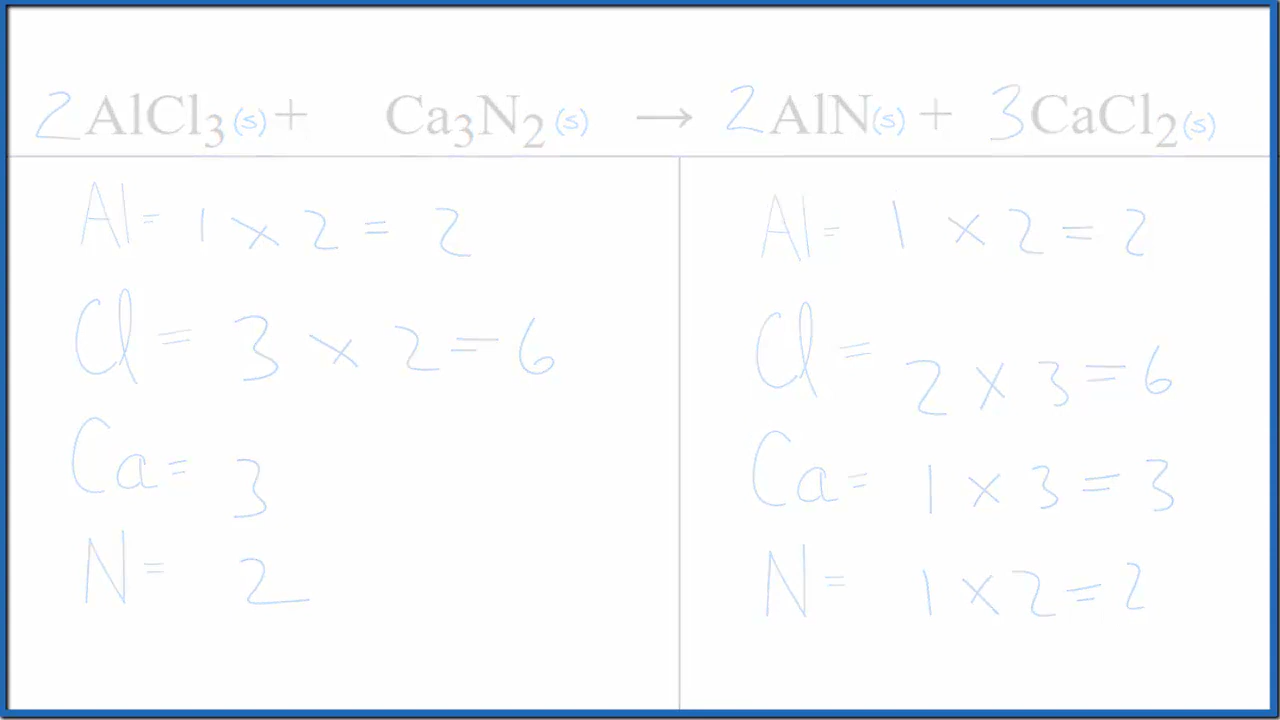 2AlCl₃(s) + Ca₃N₂(s) → 2AlN(s) + 3CaCl₂(s)
Al = 1 x 2 = 2
Cl = 3 x 2 = 6
Ca = 3
N = 2
Al = 1 x 2 = 2
Cl = 2 x 3 = 6
Ca = 1 x 3 = 3
N = 1 x 2 = 2